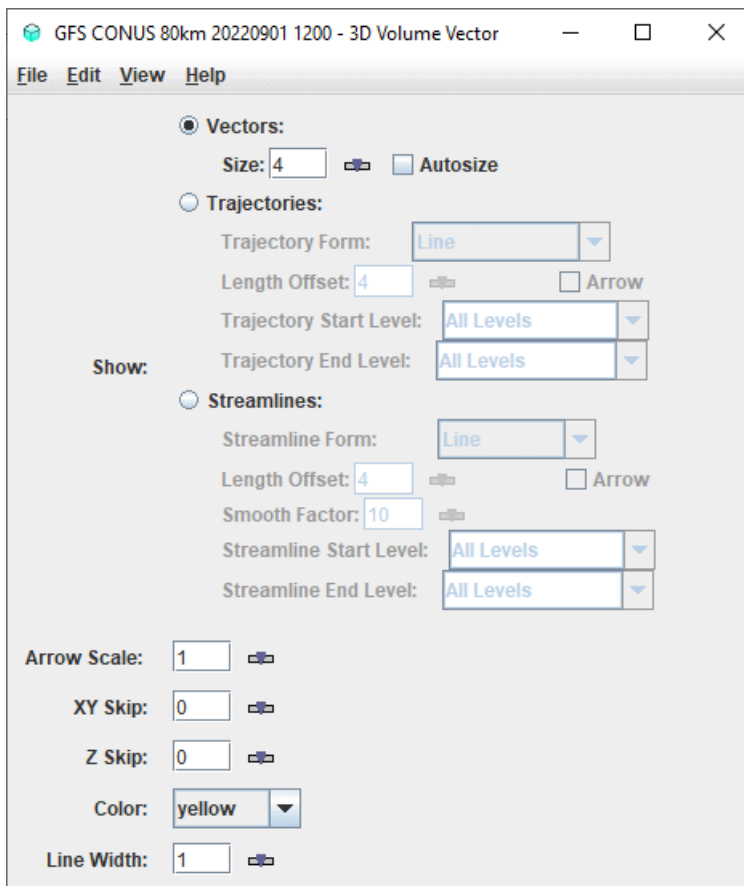 GFS CONUS 80km 20220901 1200 - 3D Volume Vector
File Edit View Help
Vectors:
Size: 4 Autosize
Trajectories:
Trajectory Form: Line
Length Offset: 4 Arrow
Trajectory Start Level: All Levels
Trajectory End Level: All Levels
Show:
Streamlines:
Streamline Form: Line
Length Offset: 4 Arrow
Smooth Factor: 10
Streamline Start Level: All Levels
Streamline End Level: All Levels
Arrow Scale: 1
XY Skip: 0
Z Skip: 0
Color: yellow
Line Width: 1